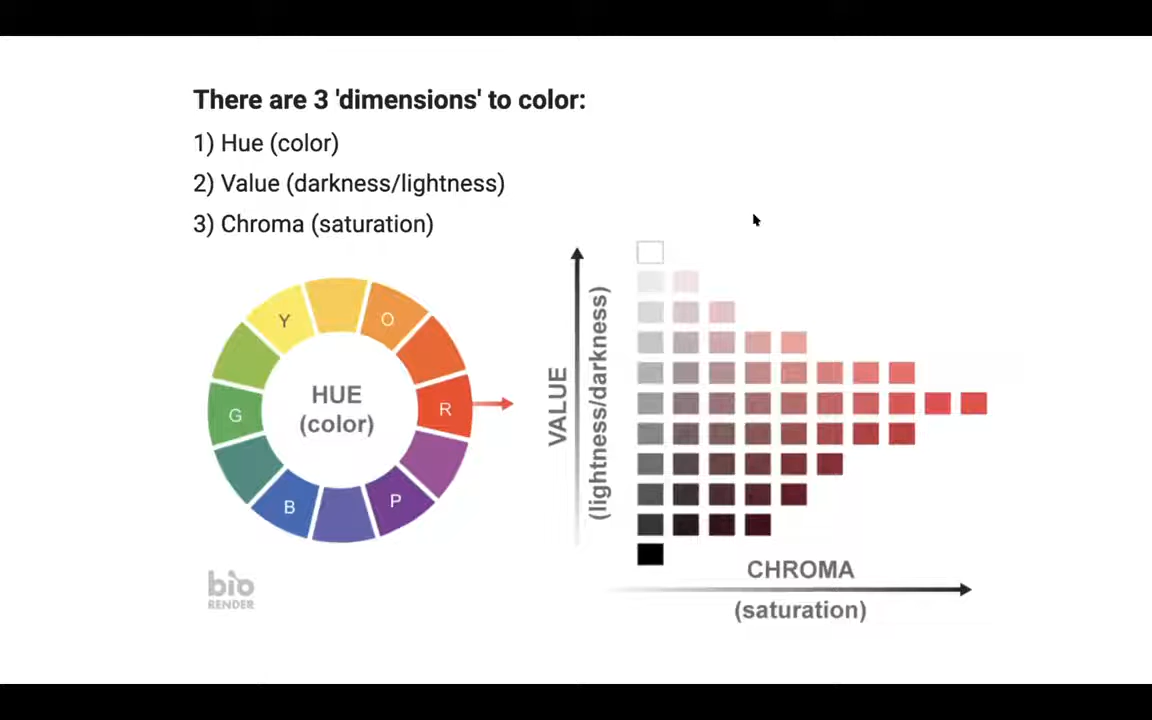 There are 3 'dimensions' to color:
1) Hue (color)
2) Value (darkness/lightness)
3) Chroma (saturation)
Y
O
G
HUE
(color)
R
B
P
VALUE
(lightness/darkness)
CHROMA
(saturation)
bio
RENDER